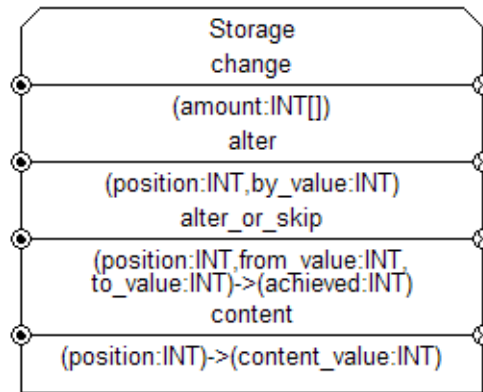 Storage
change
(amount:INT[])
alter
(position:INT,by_value:INT)
alter_or_skip
(position:INT,from_value:INT,
to_value:INT)->(achieved:INT)
content
(position:INT)->(content_value:INT)